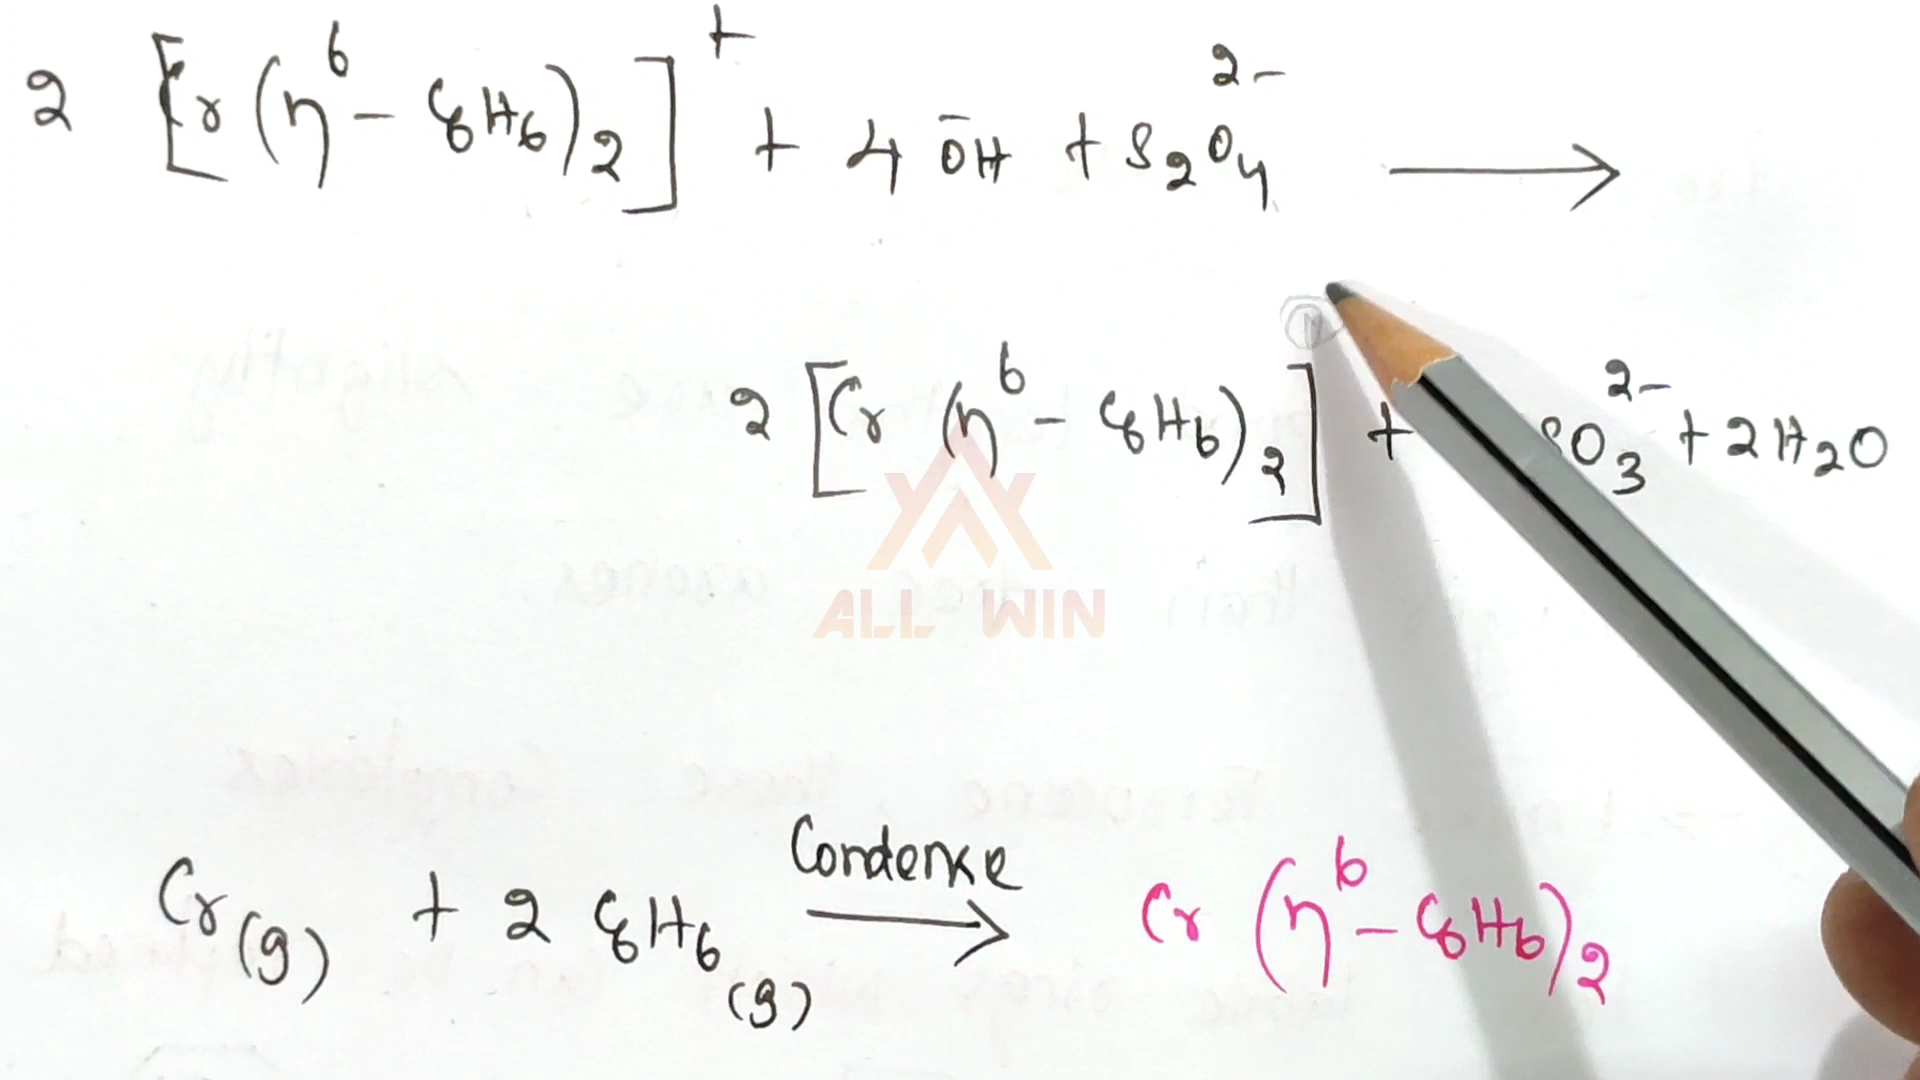 2 [Cr(η⁶-C₆H₆)₂]⁺ + 4 ŌH + S₂O₄²⁻ ⟶
2 [Cr (η⁶-C₆H₆)₂] + SO₃²⁻ + 2H₂O
ALL WIN
Condense
Cr(g) + 2 C₆H₆(g) ⟶ Cr (η⁶-C₆H₆)₂